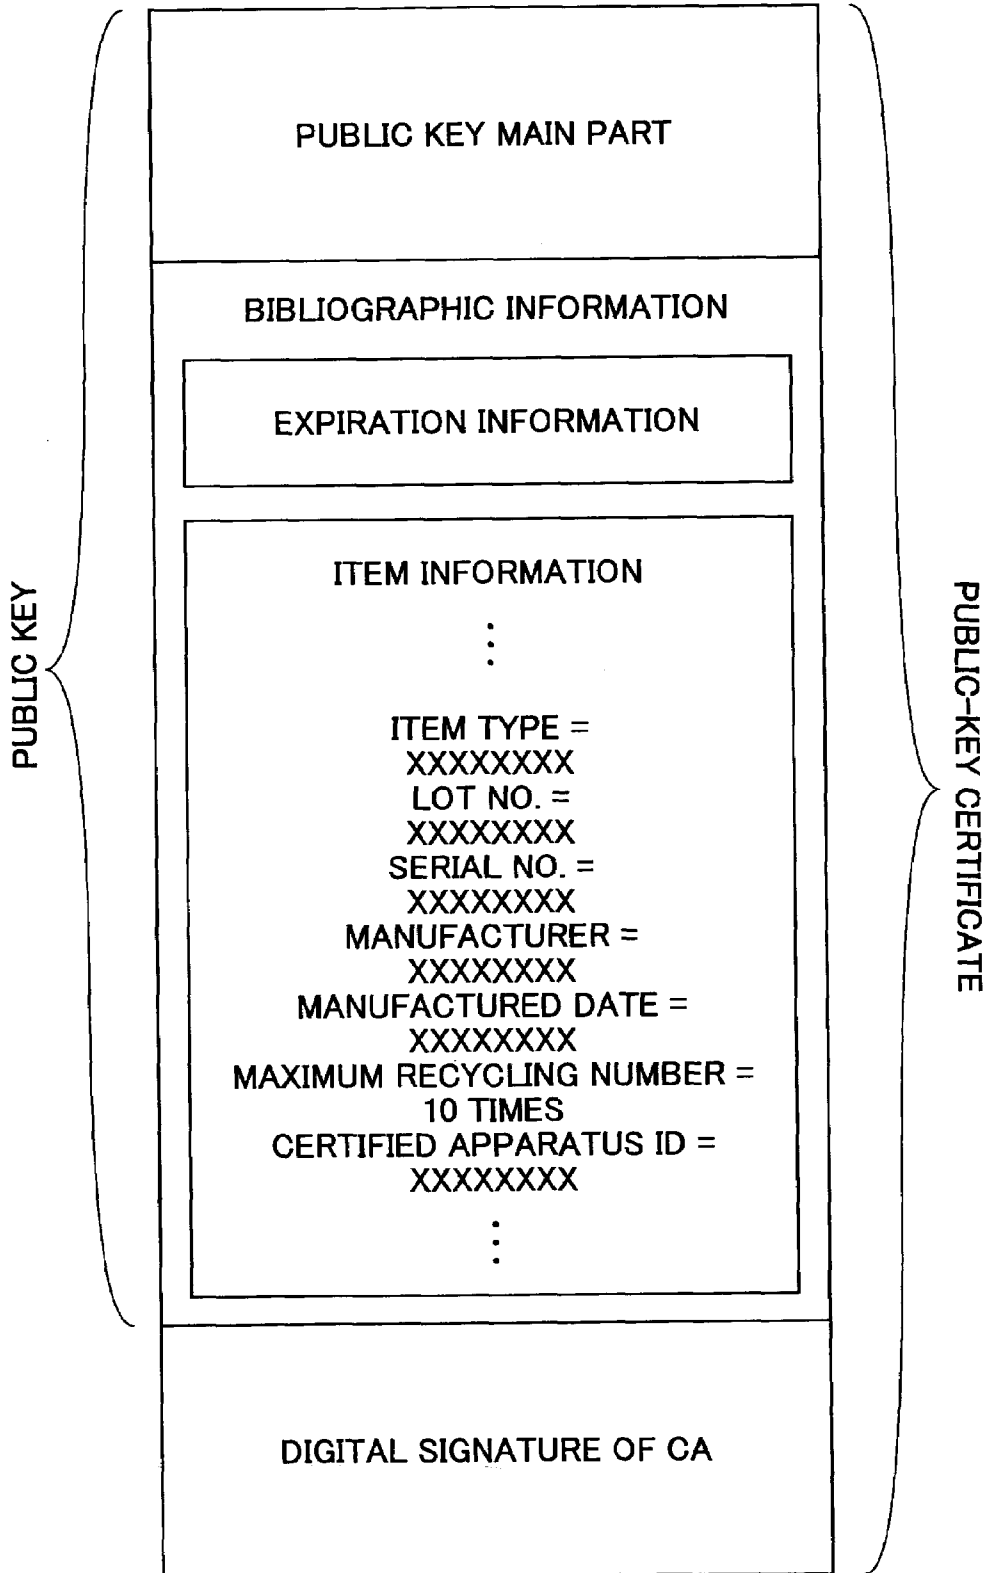 PUBLIC KEY MAIN PART
BIBLIOGRAPHIC INFORMATION
EXPIRATION INFORMATION
ITEM INFORMATION
⋮
ITEM TYPE =
XXXXXXXX
LOT NO. =
XXXXXXXX
SERIAL NO. =
XXXXXXXX
MANUFACTURER =
XXXXXXXX
MANUFACTURED DATE =
XXXXXXXX
MAXIMUM RECYCLING NUMBER =
10 TIMES
CERTIFIED APPARATUS ID =
XXXXXXXX
⋮
DIGITAL SIGNATURE OF CA
PUBLIC KEY
PUBLIC-KEY CERTIFICATE